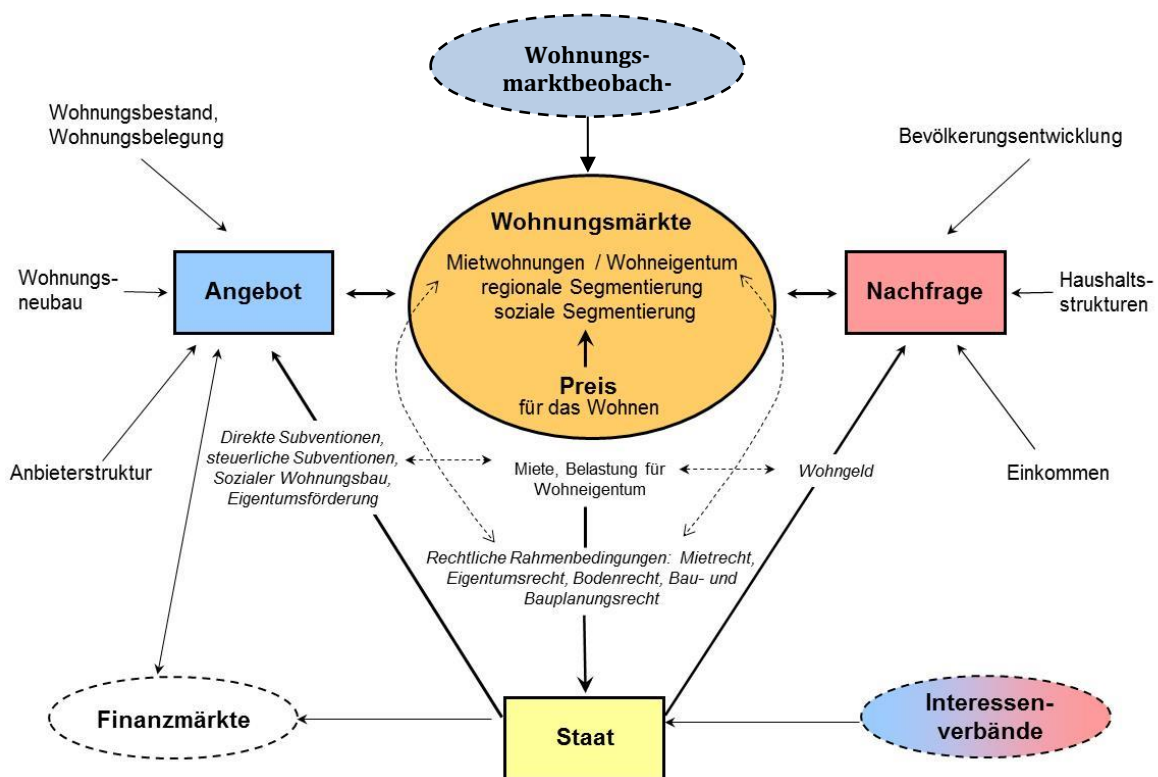 Wohnungs-
marktbeobach-
Wohnungsbestand,
Wohnungsbelegung
Bevölkerungsentwicklung
Wohnungsmärkte
Mietwohnungen / Wohneigentum
regionale Segmentierung
soziale Segmentierung
Wohnungs-
neubau
Angebot
Nachfrage
Haushalts-
strukturen
Preis
für das Wohnen
Anbieterstruktur
Direkte Subventionen,
steuerliche Subventionen,
Sozialer Wohnungsbau,
Eigentumsförderung
Miete, Belastung für
Wohneigentum
Wohngeld
Einkommen
Rechtliche Rahmenbedingungen: Mietrecht,
Eigentumsrecht, Bodenrecht, Bau- und
Bauplanungsrecht
Finanzmärkte
Staat
Interessen-
verbände